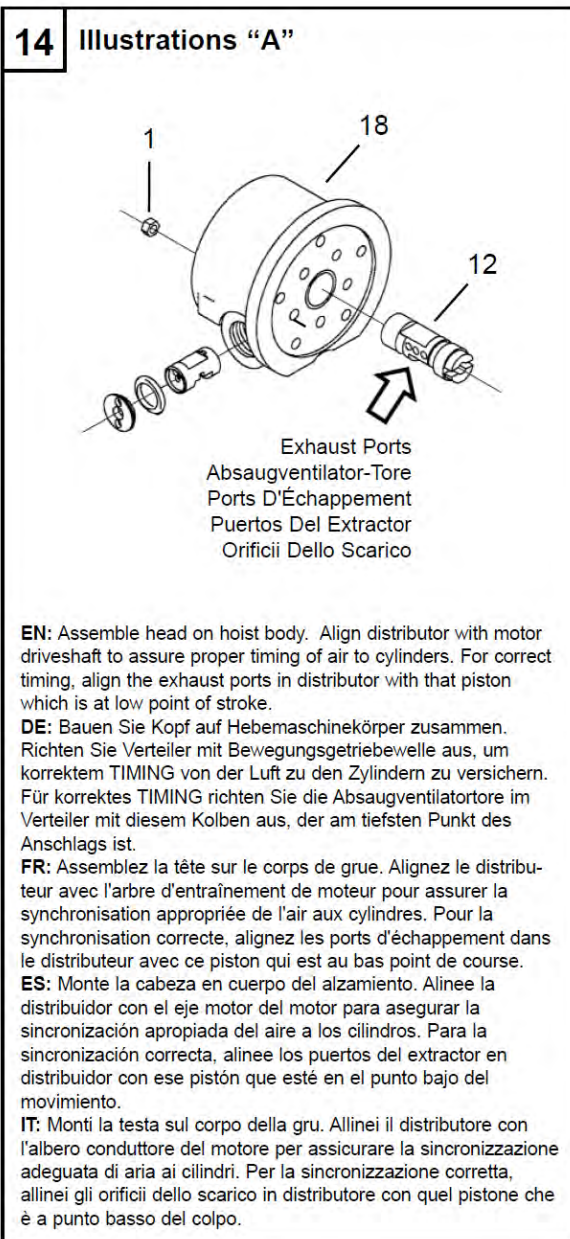 14 Illustrations “A”
1
18
12
Exhaust Ports
Absaugventilator-Tore
Ports D'Échappement
Puertos Del Extractor
Orificii Dello Scarico
EN: Assemble head on hoist body. Align distributor with motor
driveshaft to assure proper timing of air to cylinders. For correct
timing, align the exhaust ports in distributor with that piston
which is at low point of stroke.
DE: Bauen Sie Kopf auf Hebemaschinekörper zusammen.
Richten Sie Verteiler mit Bewegungsgetriebewelle aus, um
korrektem TIMING von der Luft zu den Zylindern zu versichern.
Für korrektes TIMING richten Sie die Absaugventilatortore im
Verteiler mit diesem Kolben aus, der am tiefsten Punkt des
Anschlags ist.
FR: Assemblez la tête sur le corps de grue. Alignez le distribu-
teur avec l'arbre d'entraînement de moteur pour assurer la
synchronisation appropriée de l'air aux cylindres. Pour la
synchronisation correcte, alignez les ports d'échappement dans
le distributeur avec ce piston qui est au bas point de course.
ES: Monte la cabeza en cuerpo del alzamiento. Alinee la
distribuidor con el eje motor del motor para asegurar la
sincronización apropiada del aire a los cilindros. Para la
sincronización correcta, alinee los puertos del extractor en
distribuidor con ese pistón que esté en el punto bajo del
movimiento.
IT: Monti la testa sul corpo della gru. Allinei il distributore con
l'albero conduttore del motore per assicurare la sincronizzazione
adeguata di aria ai cilindri. Per la sincronizzazione corretta,
allinei gli orificii dello scarico in distributore con quel pistone che
è a punto basso del colpo.